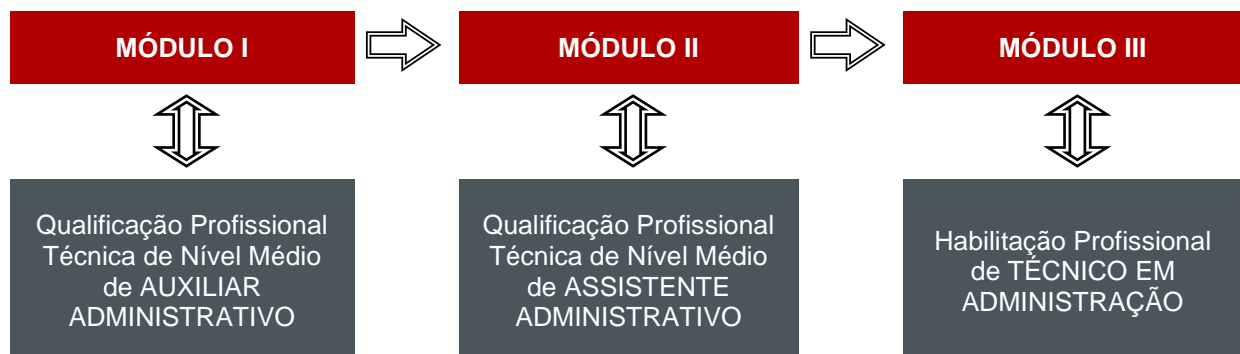 MÓDULO I
MÓDULO II
MÓDULO III
Qualificação Profissional
Técnica de Nível Médio
de AUXILIAR
ADMINISTRATIVO
Qualificação Profissional
Técnica de Nível Médio
de ASSISTENTE
ADMINISTRATIVO
Habilitação Profissional
de TÉCNICO EM
ADMINISTRAÇÃO